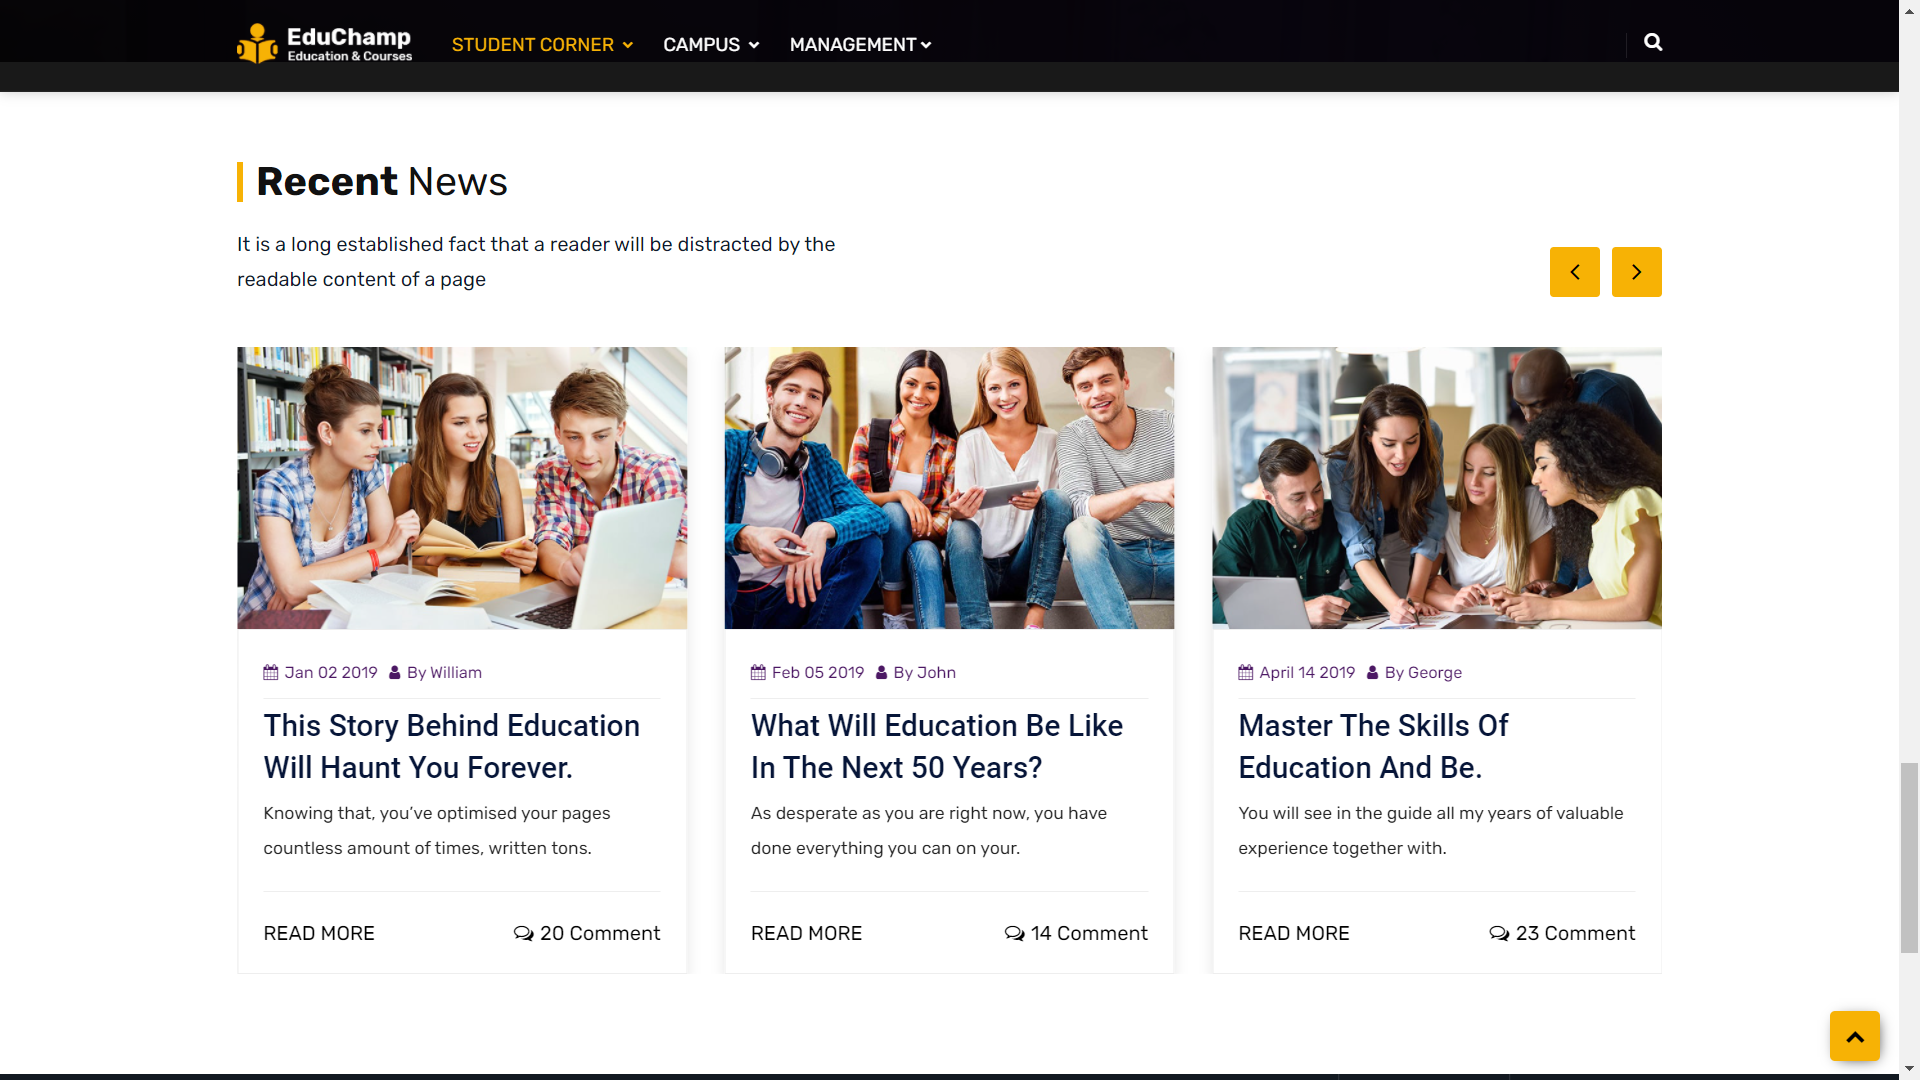 EduChamp
Education & Courses
STUDENT CORNER
CAMPUS
MANAGEMENT
Recent News
It is a long established fact that a reader will be distracted by the
readable content of a page
Jan 02 2019 By William
This Story Behind Education
Will Haunt You Forever.
Knowing that, you’ve optimised your pages
countless amount of times, written tons.
READ MORE
20 Comment
Feb 05 2019 By John
What Will Education Be Like
In The Next 50 Years?
As desperate as you are right now, you have
done everything you can on your.
READ MORE
14 Comment
April 14 2019 By George
Master The Skills Of
Education And Be.
You will see in the guide all my years of valuable
experience together with.
READ MORE
23 Comment